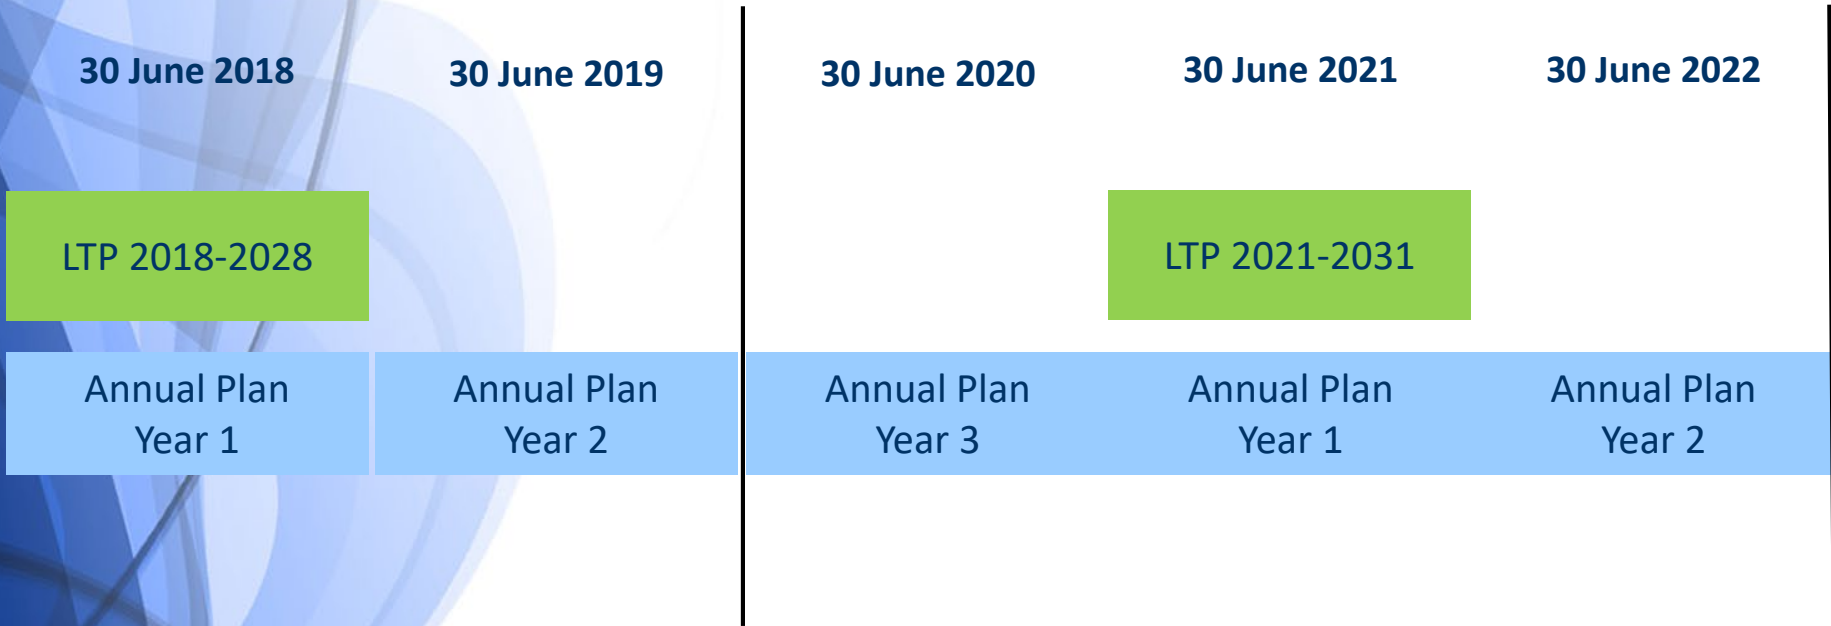 30 June 2018
30 June 2019
30 June 2020
30 June 2021
30 June 2022
LTP 2018-2028
LTP 2021-2031
Annual Plan
Year 1
Annual Plan
Year 2
Annual Plan
Year 3
Annual Plan
Year 1
Annual Plan
Year 2